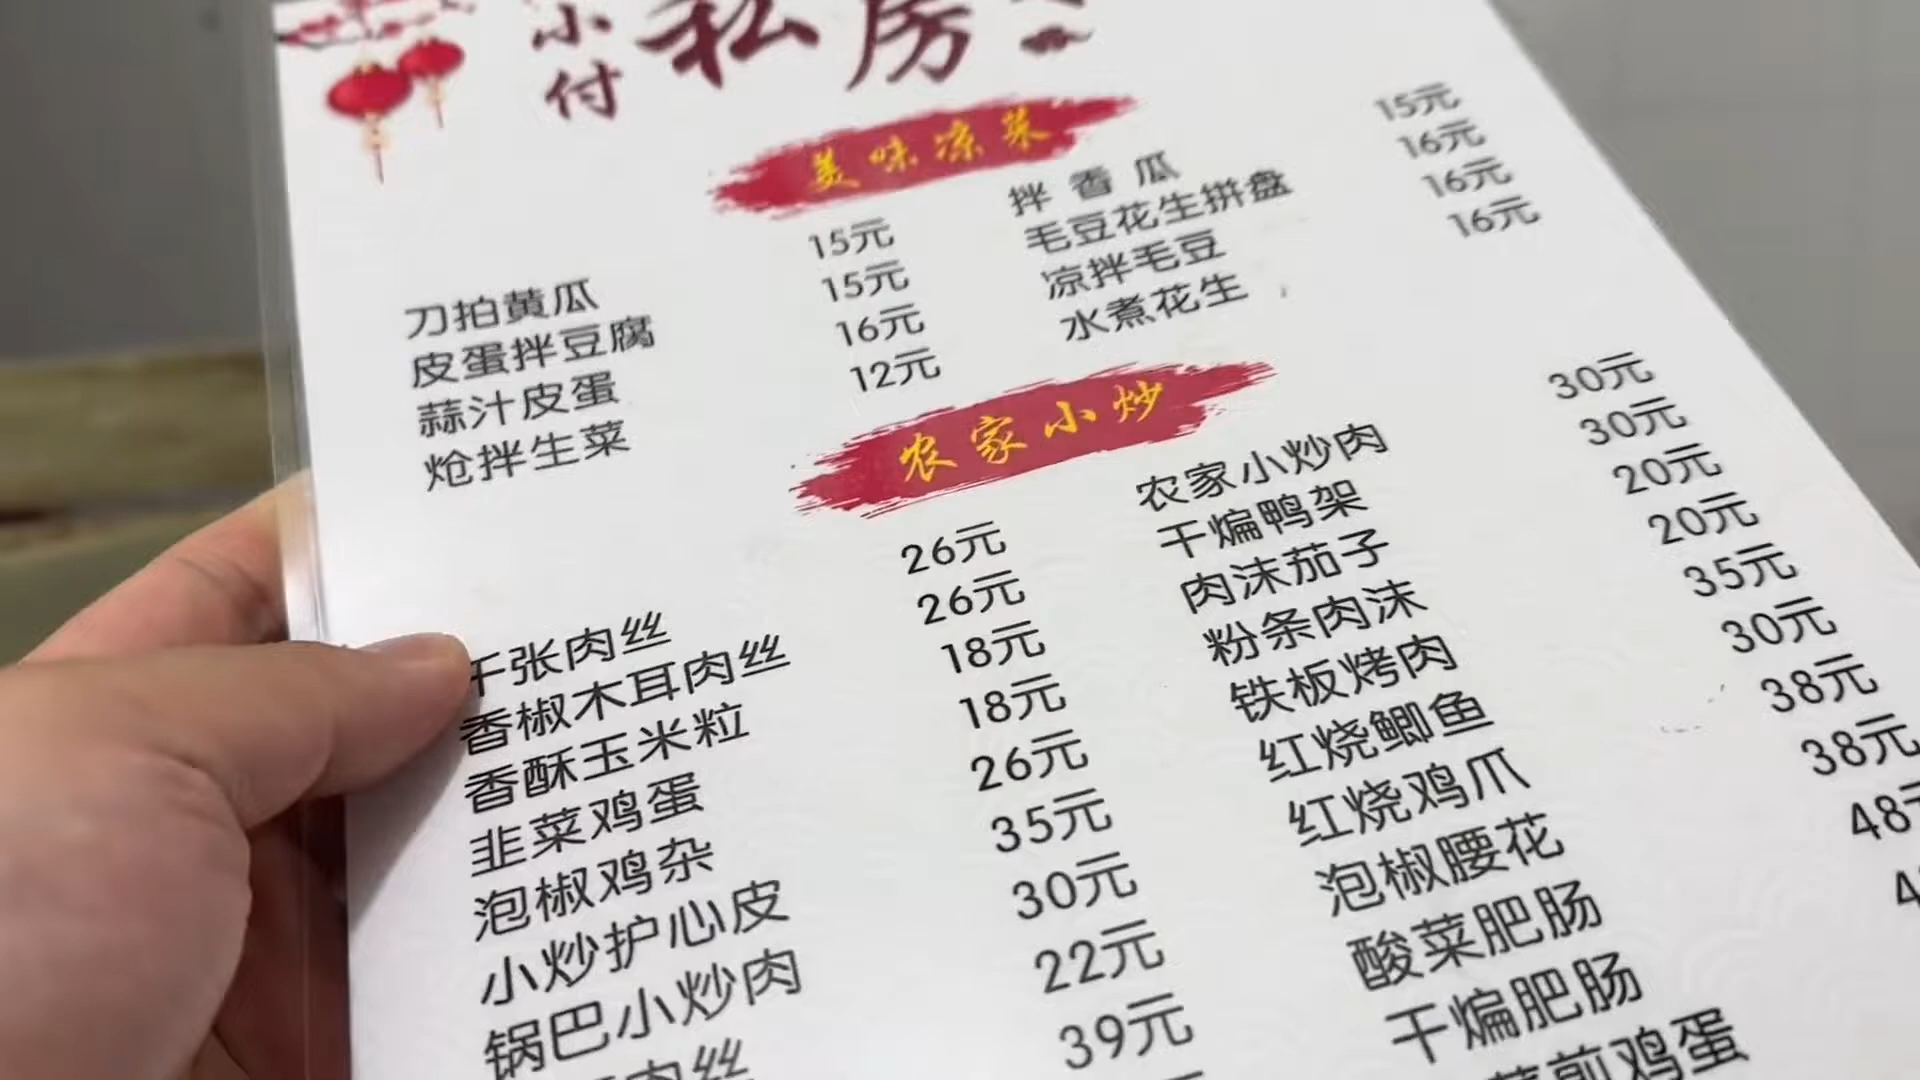 小付
私房
美味凉菜
刀拍黄瓜 15元 拌香瓜 15元
皮蛋拌豆腐 15元 毛豆花生拼盘 16元
蒜汁皮蛋 16元 凉拌毛豆 16元
炝拌生菜 12元 水煮花生 16元
农家小炒
千张肉丝 26元 农家小炒肉 30元
香椒木耳肉丝 26元 干煸鸭架 30元
香酥玉米粒 18元 肉沫茄子 20元
韭菜鸡蛋 18元 粉条肉沫 20元
泡椒鸡杂 26元 铁板烤肉 35元
小炒护心皮 35元 红烧鲫鱼 30元
锅巴小炒肉 30元 红烧鸡爪 38元
肉丝 22元 泡椒腰花 38元
39元 酸菜肥肠 48元
干煸肥肠
煎鸡蛋